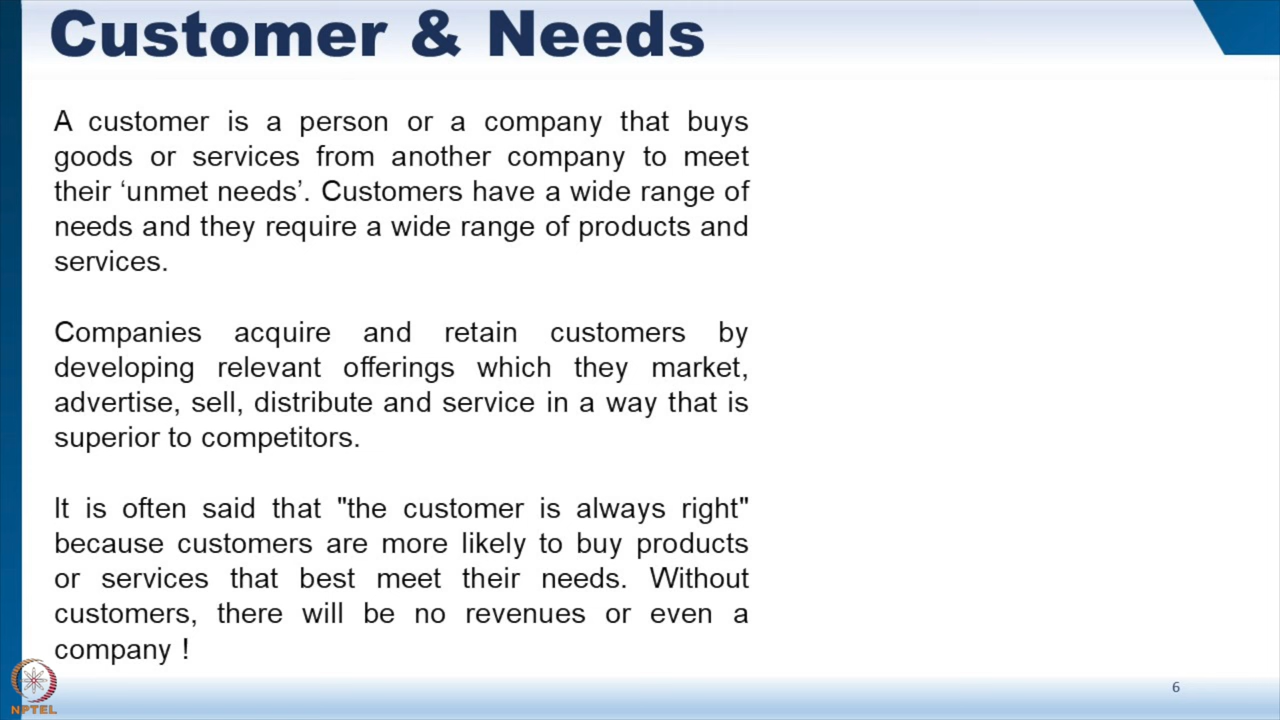 Customer & Needs
A customer is a person or a company that buys
goods or services from another company to meet
their ‘unmet needs’. Customers have a wide range of
needs and they require a wide range of products and
services.
Companies acquire and retain customers by
developing relevant offerings which they market,
advertise, sell, distribute and service in a way that is
superior to competitors.
It is often said that "the customer is always right"
because customers are more likely to buy products
or services that best meet their needs. Without
customers, there will be no revenues or even a
company !
NPTEL
6